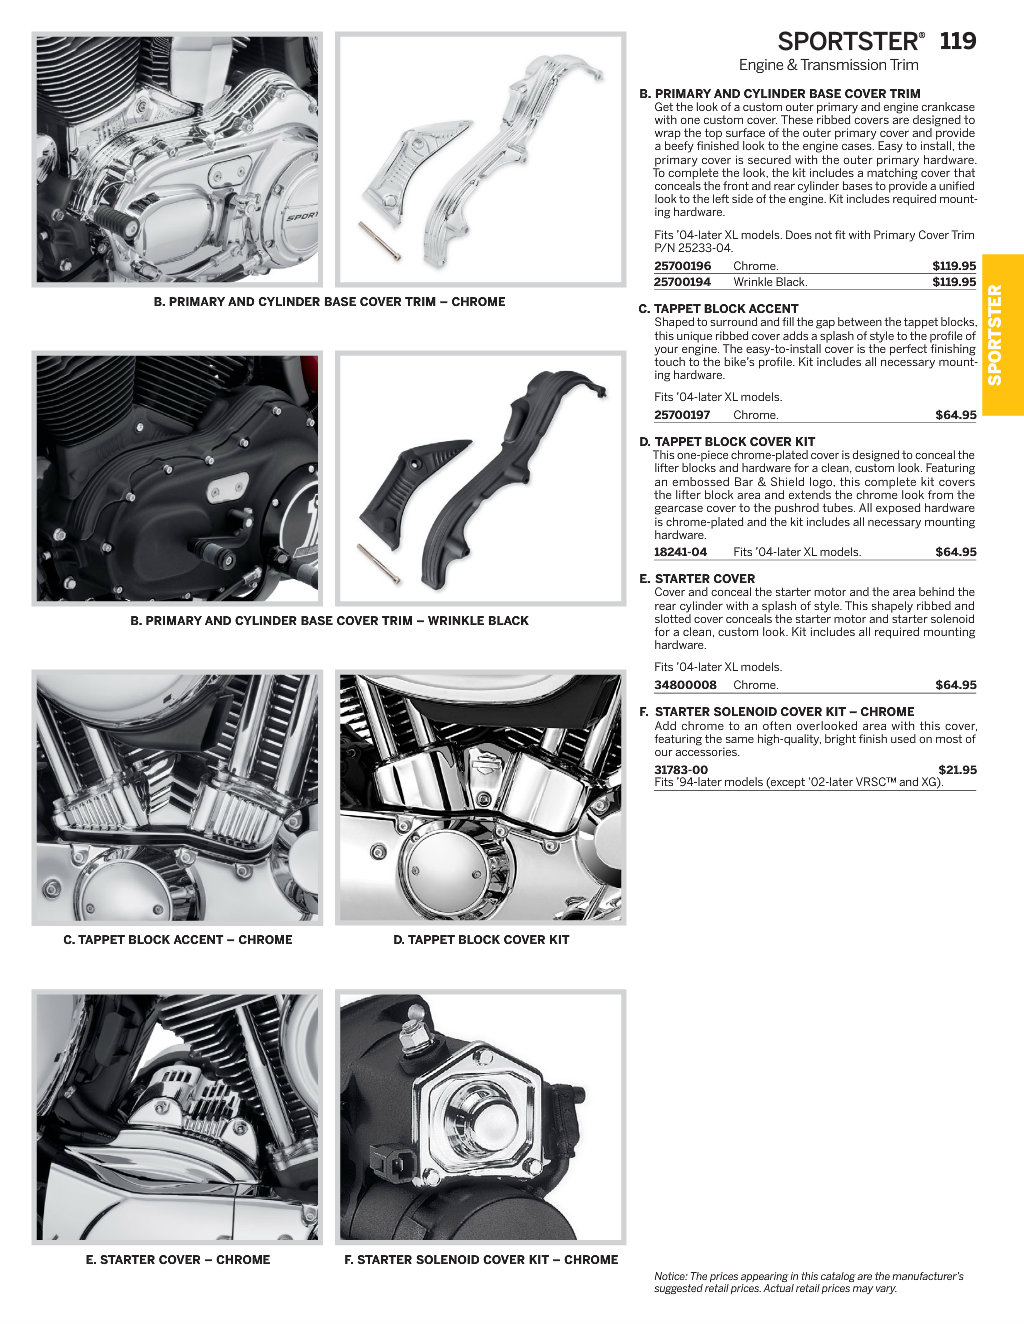 SPORTSTER® 119
Engine & Transmission Trim
B. PRIMARY AND CYLINDER BASE COVER TRIM
Get the look of a custom outer primary and engine crankcase
with one custom cover. These ribbed covers are designed to
wrap the top surface of the outer primary cover and provide
a beefy finished look to the engine cases. Easy to install, the
primary cover is secured with the outer primary hardware.
To complete the look, the kit includes a matching cover that
conceals the front and rear cylinder bases to provide a unified
look to the left side of the engine. Kit includes required mount-
ing hardware.
Fits '04-later XL models. Does not fit with Primary Cover Trim
P/N 25233-04.
25700196 Chrome. $119.95
25700194 Wrinkle Black. $119.95
C. TAPPET BLOCK ACCENT
Shaped to surround and fill the gap between the tappet blocks,
this unique ribbed cover adds a splash of style to the profile of
your engine. The easy-to-install cover is the perfect finishing
touch to the bike's profile. Kit includes all necessary mount-
ing hardware.
Fits '04-later XL models.
25700197 Chrome. $64.95
D. TAPPET BLOCK COVER KIT
This one-piece chrome-plated cover is designed to conceal the
lifter blocks and hardware for a clean, custom look. Featuring
an embossed Bar & Shield logo, this complete kit covers
the lifter block area and extends the chrome look from the
gearcase cover to the pushrod tubes. All exposed hardware
is chrome-plated and the kit includes all necessary mounting
hardware.
18241-04 Fits '04-later XL models. $64.95
E. STARTER COVER
Cover and conceal the starter motor and the area behind the
rear cylinder with a splash of style. This shapely ribbed and
slotted cover conceals the starter motor and starter solenoid
for a clean, custom look. Kit includes all required mounting
hardware.
Fits '04-later XL models.
34800008 Chrome. $64.95
F. STARTER SOLENOID COVER KIT – CHROME
Add chrome to an often overlooked area with this cover,
featuring the same high-quality, bright finish used on most of
our accessories.
31783-00 $21.95
Fits '94-later models (except '02-later VRSC™ and XG).
SPORTSTER
SPORT
B. PRIMARY AND CYLINDER BASE COVER TRIM – CHROME
B. PRIMARY AND CYLINDER BASE COVER TRIM – WRINKLE BLACK
C. TAPPET BLOCK ACCENT – CHROME
D. TAPPET BLOCK COVER KIT
E. STARTER COVER – CHROME
F. STARTER SOLENOID COVER KIT – CHROME
Notice: The prices appearing in this catalog are the manufacturer's
suggested retail prices. Actual retail prices may vary.